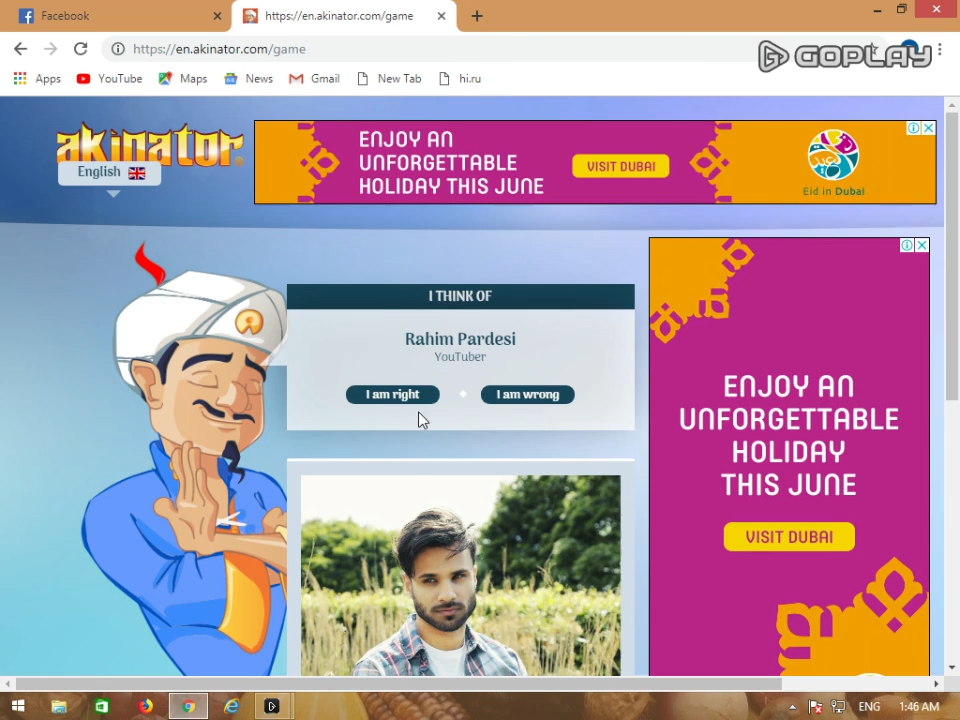 Facebook
https://en.akinator.com/game
https://en.akinator.com/game
GOPLAY
Apps
YouTube
Maps
News
Gmail
New Tab
hi.ru
akinator
English
ENJOY AN
UNFORGETTABLE
HOLIDAY THIS JUNE
VISIT DUBAI
Eid in Dubai
I THINK OF
Rahim Pardesi
YouTuber
I am right
I am wrong
ENJOY AN
UNFORGETTABLE
HOLIDAY
THIS JUNE
VISIT DUBAI
ENG
1:46 AM